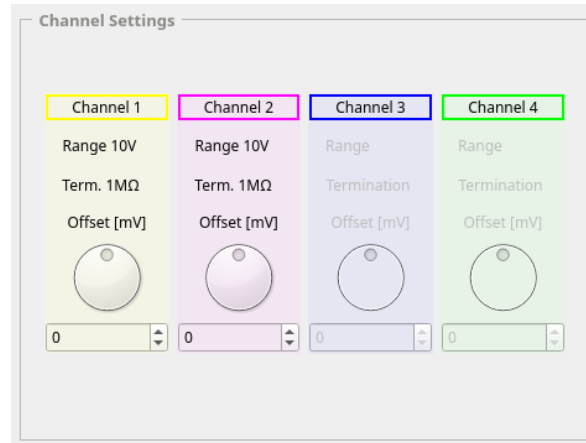 Channel Settings
Channel 1
Channel 2
Channel 3
Channel 4
Range 10V
Range 10V
Range
Range
Term. 1MΩ
Term. 1MΩ
Termination
Termination
Offset [mV]
Offset [mV]
Offset [mV]
Offset [mV]
0
0
0
0